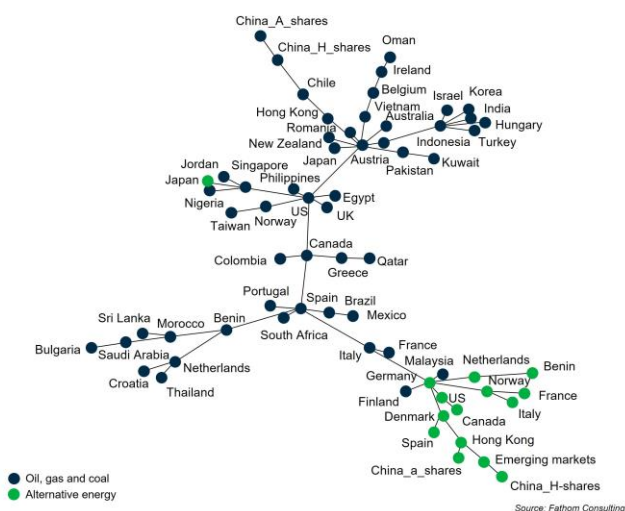 China_A_shares
China_H_shares
Oman
Ireland
Chile
Belgium
Israel
Korea
Vietnam
India
Hong Kong
Australia
Romania
Hungary
New Zealand
Indonesia
Turkey
Japan
Austria
Kuwait
Pakistan
Jordan
Singapore
Japan
Philippines
Egypt
Nigeria
US
UK
Taiwan
Norway
Canada
Colombia
Qatar
Greece
Portugal
Spain
Brazil
Mexico
Sri Lanka
Morocco
Benin
South Africa
Bulgaria
Saudi Arabia
Netherlands
Italy
France
Malaysia
Croatia
Thailand
Germany
Netherlands
Benin
Norway
Finland
US
France
Denmark
Canada
Italy
Spain
Hong Kong
China_a_shares
Emerging markets
China_H-shares
Oil, gas and coal
Alternative energy
Source: Fathom Consulting